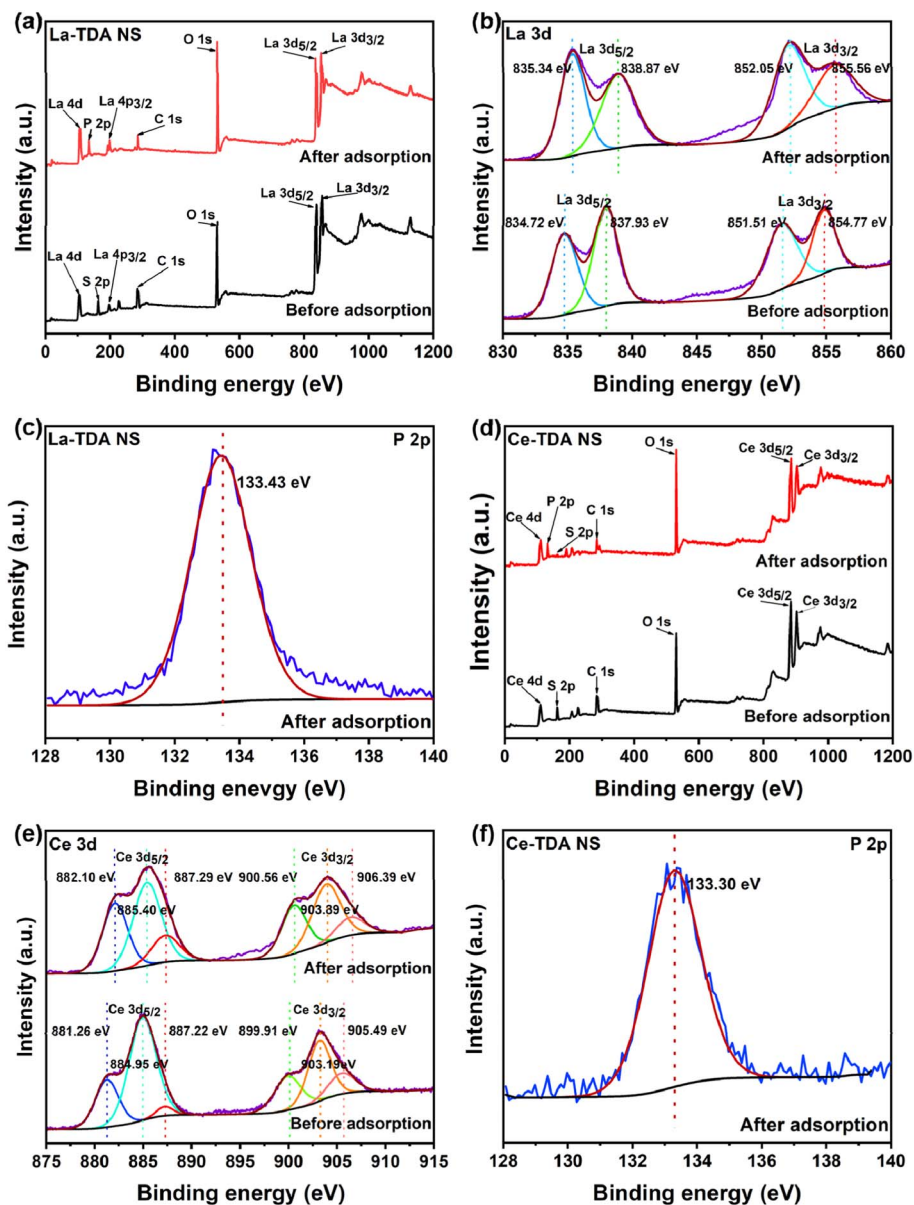 (a) La-TDA NS
O 1s
La 3d5/2
La 3d3/2
La 4d
P 2p
La 4p3/2
C 1s
After adsorption
La 3d5/2
La 3d3/2
O 1s
La 4d
S 2p
La 4p3/2
C 1s
Before adsorption
0 200 400 600 800 1000 1200
Binding energy (eV)
Intensity (a.u.)
(b) La 3d
La 3d5/2
La 3d3/2
835.34 eV
838.87 eV
852.05 eV
855.56 eV
After adsorption
La 3d5/2
La 3d3/2
834.72 eV
837.93 eV
851.51 eV
854.77 eV
Before adsorption
830 835 840 845 850 855 860
Binding energy (eV)
Intensity (a.u.)
(c) La-TDA NS
P 2p
133.43 eV
After adsorption
128 129 130 131 132 133 134 135 136 137 138 139 140
Binding enevgy (eV)
Intensity (a.u.)
(d) Ce-TDA NS
O 1s
Ce 3d5/2
Ce 3d3/2
Ce 4d
P 2p
S 2p
C 1s
After adsorption
Ce 3d5/2
Ce 3d3/2
O 1s
Ce 4d
S 2p
C 1s
Before adsorption
0 200 400 600 800 1000 1200
Binding energy (eV)
Intensity (a.u.)
(e) Ce 3d
Ce 3d5/2
Ce 3d3/2
882.10 eV
887.29 eV
900.56 eV
906.39 eV
885.40 eV
903.89 eV
After adsorption
Ce 3d5/2
Ce 3d3/2
881.26 eV
887.22 eV
899.91 eV
905.49 eV
884.95 eV
903.19 eV
Before adsorption
875 880 885 890 895 900 905 910 915
Binding energy (eV)
Intensity (a.u.)
(f) Ce-TDA NS
P 2p
133.30 eV
After adsorption
128 130 132 134 136 138 140
Binding energy (eV)
Intensity (a.u.)